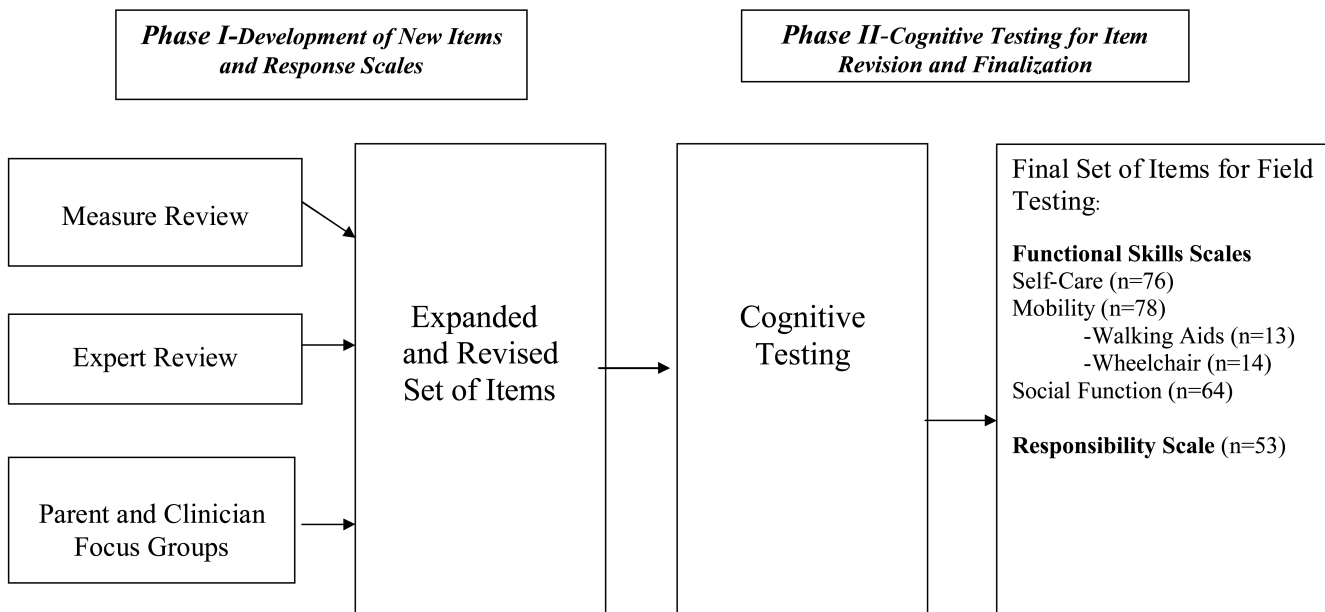 Phase I-Development of New Items
and Response Scales
Phase II-Cognitive Testing for Item
Revision and Finalization
Measure Review
Expert Review
Parent and Clinician
Focus Groups
Expanded
and Revised
Set of Items
Cognitive
Testing
Final Set of Items for Field
Testing:
Functional Skills Scales
Self-Care (n=76)
Mobility (n=78)
-Walking Aids (n=13)
-Wheelchair (n=14)
Social Function (n=64)
Responsibility Scale (n=53)